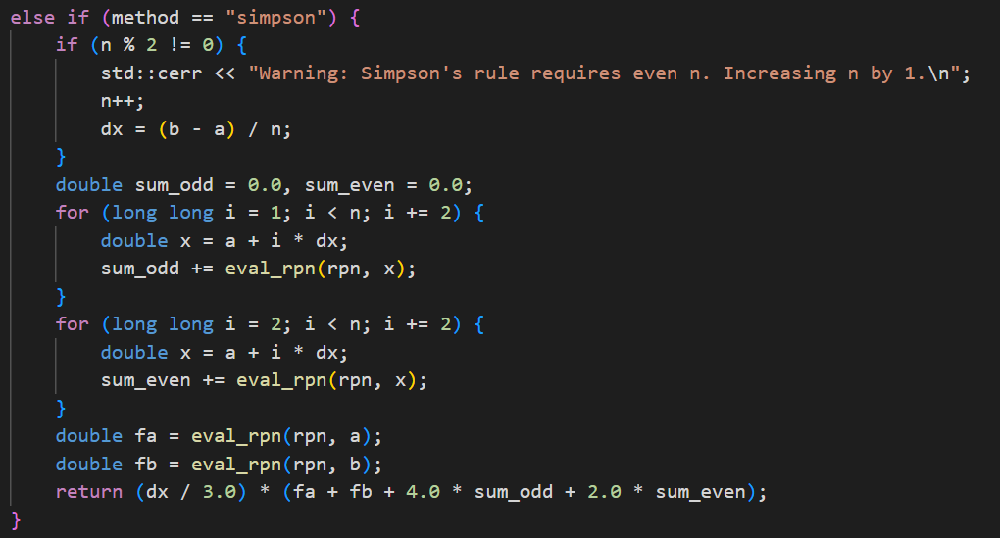 else if (method == "simpson") {
    if (n % 2 != 0) {
        std::cerr << "Warning: Simpson's rule requires even n. Increasing n by 1.\n";
        n++;
        dx = (b - a) / n;
    }
    double sum_odd = 0.0, sum_even = 0.0;
    for (long long i = 1; i < n; i += 2) {
        double x = a + i * dx;
        sum_odd += eval_rpn(rpn, x);
    }
    for (long long i = 2; i < n; i += 2) {
        double x = a + i * dx;
        sum_even += eval_rpn(rpn, x);
    }
    double fa = eval_rpn(rpn, a);
    double fb = eval_rpn(rpn, b);
    return (dx / 3.0) * (fa + fb + 4.0 * sum_odd + 2.0 * sum_even);
}